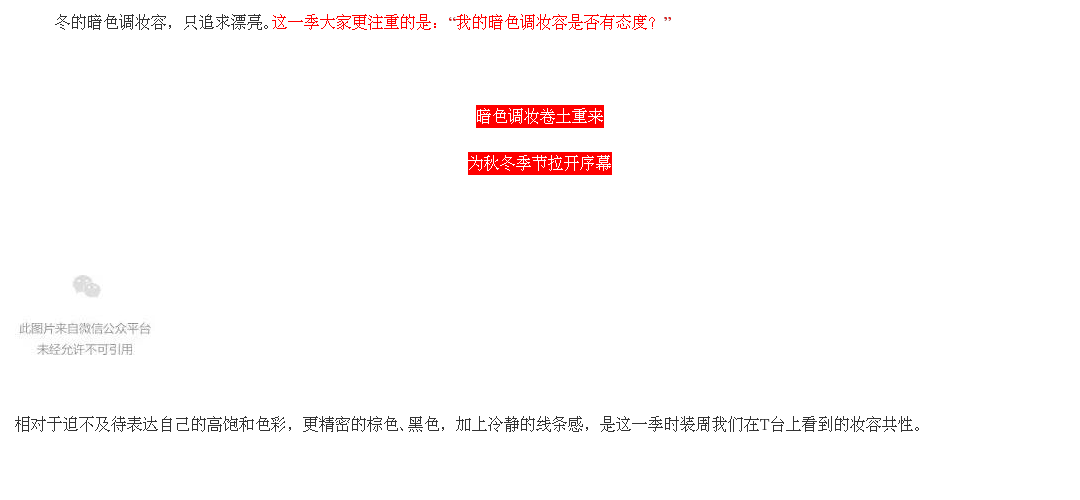 冬的暗色调妆容，只追求漂亮。这一季大家更注重的是：“我的暗色调妆容是否有态度？”
暗色调妆卷土重来
为秋冬季节拉开序幕
此图片来自微信公众平台
未经允许不可引用
相对于迫不及待表达自己的高饱和色彩，更精密的棕色、黑色，加上冷静的线条感，是这一季时装周我们在T台上看到的妆容共性。